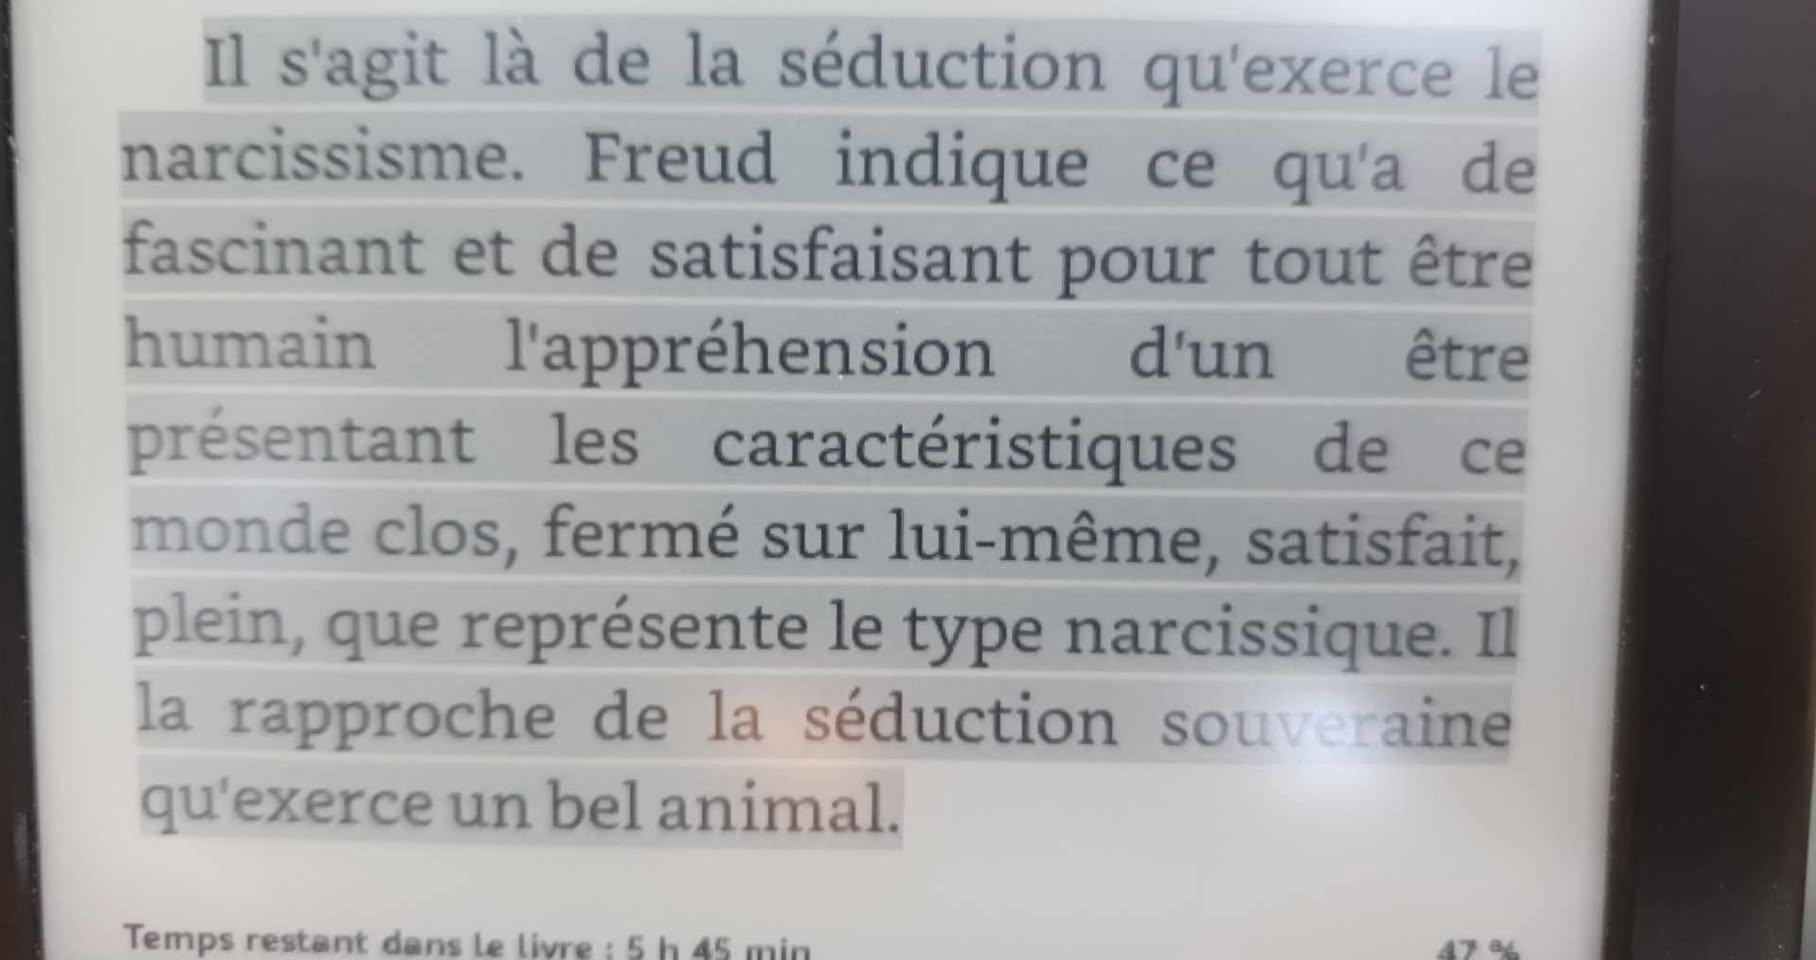 Il s'agit là de la séduction qu'exerce le
narcissisme. Freud indique ce qu'a de
fascinant et de satisfaisant pour tout être
humain l'appréhension d'un être
présentant les caractéristiques de ce
monde clos, fermé sur lui-même, satisfait,
plein, que représente le type narcissique. Il
la rapproche de la séduction souveraine
qu'exerce un bel animal.
Temps restant dans le livre : 5 h 45 min 47 %